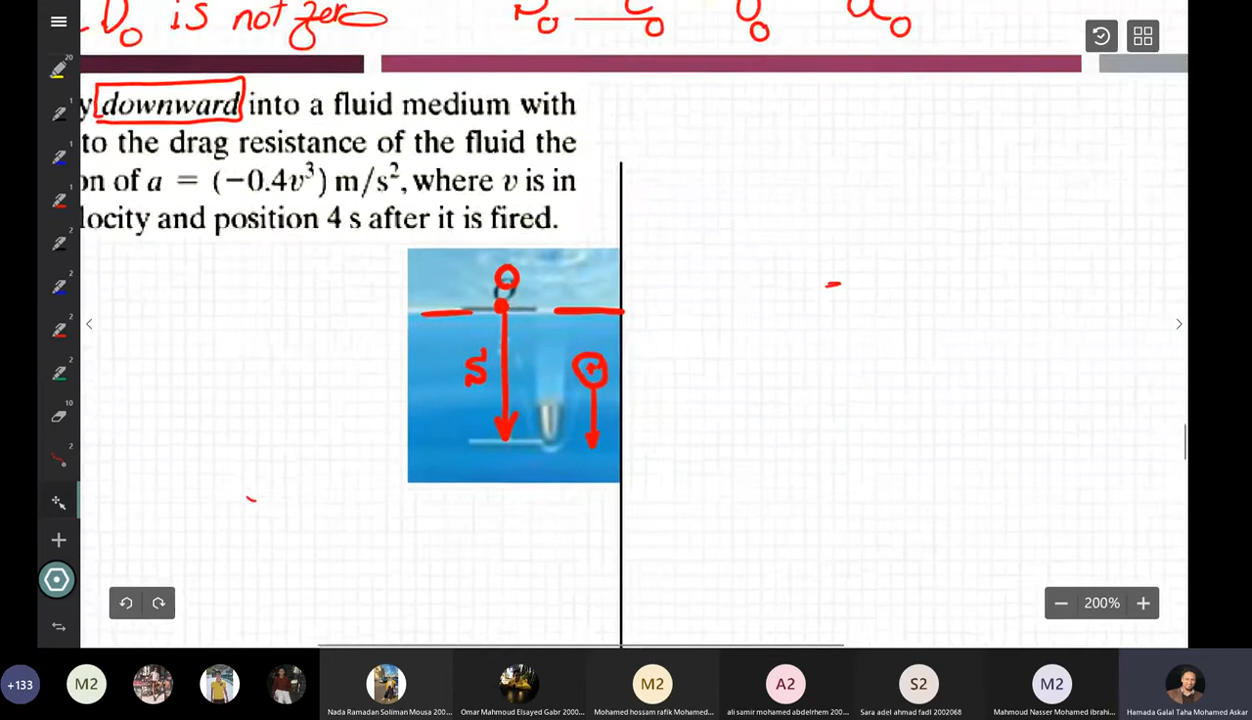 D₀ is not zero
y downward into a fluid medium with
to the drag resistance of the fluid the
on of a = (−0.4v³) m/s², where v is in
locity and position 4 s after it is fired.
S
+
200%
+133
M2
M2
A2
S2
M2
Nada Ramadan Soliman Mousa 200...
Omar Mahmoud Elsayed Gabr 2000...
Mohamed hossam rafik Mohamed...
ali samir mohamed abdelrhem 200...
Sara adel ahmad fadl 2002068
Mahmoud Nasser Mohamed Ibrahi...
Hamada Galal Taha Mohamed Askar